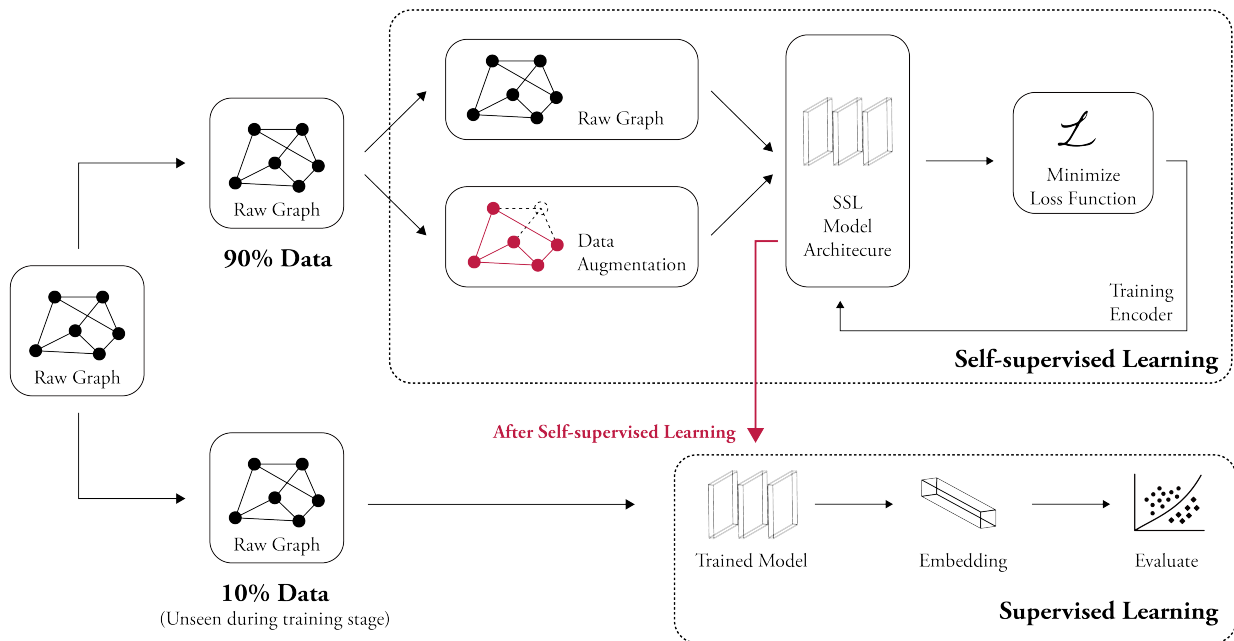 Raw Graph
Raw Graph
90% Data
Raw Graph
Data
Augmentation
SSL
Model
Architecure
ℒ
Minimize
Loss Function
Training
Encoder
Self-supervised Learning
After Self-supervised Learning
Raw Graph
10% Data
(Unseen during training stage)
Trained Model
Embedding
Evaluate
Supervised Learning